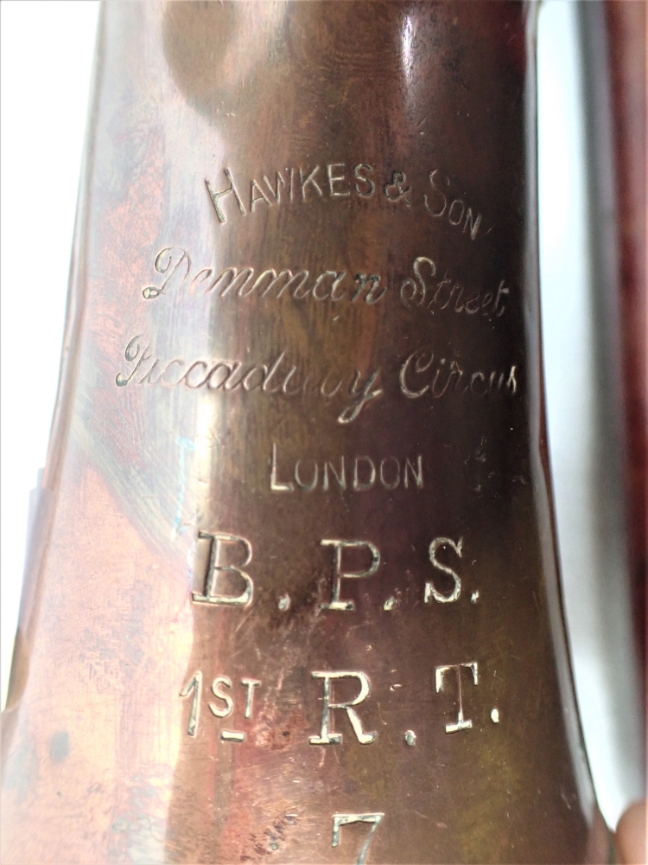 HAWKES & SON
Denman Street
Piccadilly Circus
LONDON
B.P.S.
1ST R.T.
7